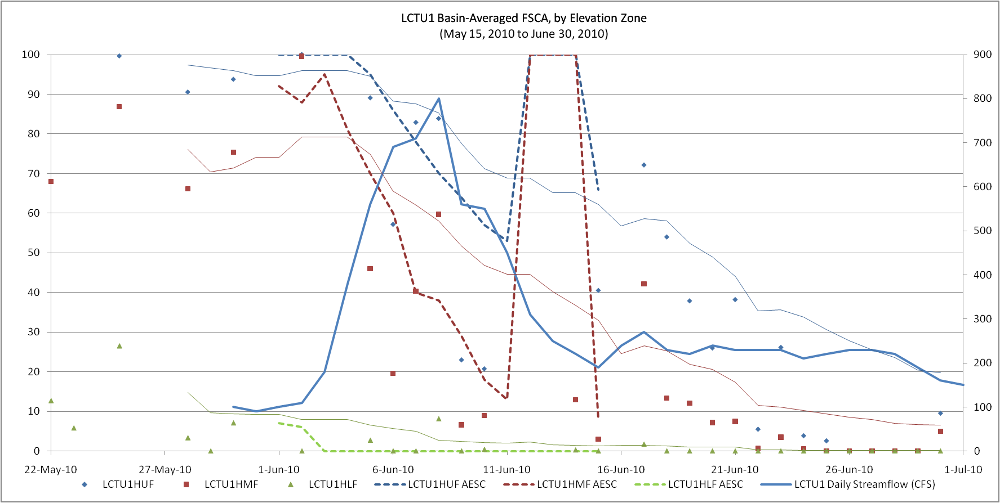 LCTU1 Basin-Averaged FSCA, by Elevation Zone
(May 15, 2010 to June 30, 2010)
100 900
90 800
80 700
70 600
60 500
50 400
40 300
30 200
20 100
10 0
0
22-May-10 27-May-10 1-Jun-10 6-Jun-10 11-Jun-10 16-Jun-10 21-Jun-10 26-Jun-10 1-Jul-10
LCTU1HUF LCTU1HMF LCTU1HLF LCTU1HUF AESC LCTU1HMF AESC LCTU1HLF AESC LCTU1 Daily Streamflow (CFS)